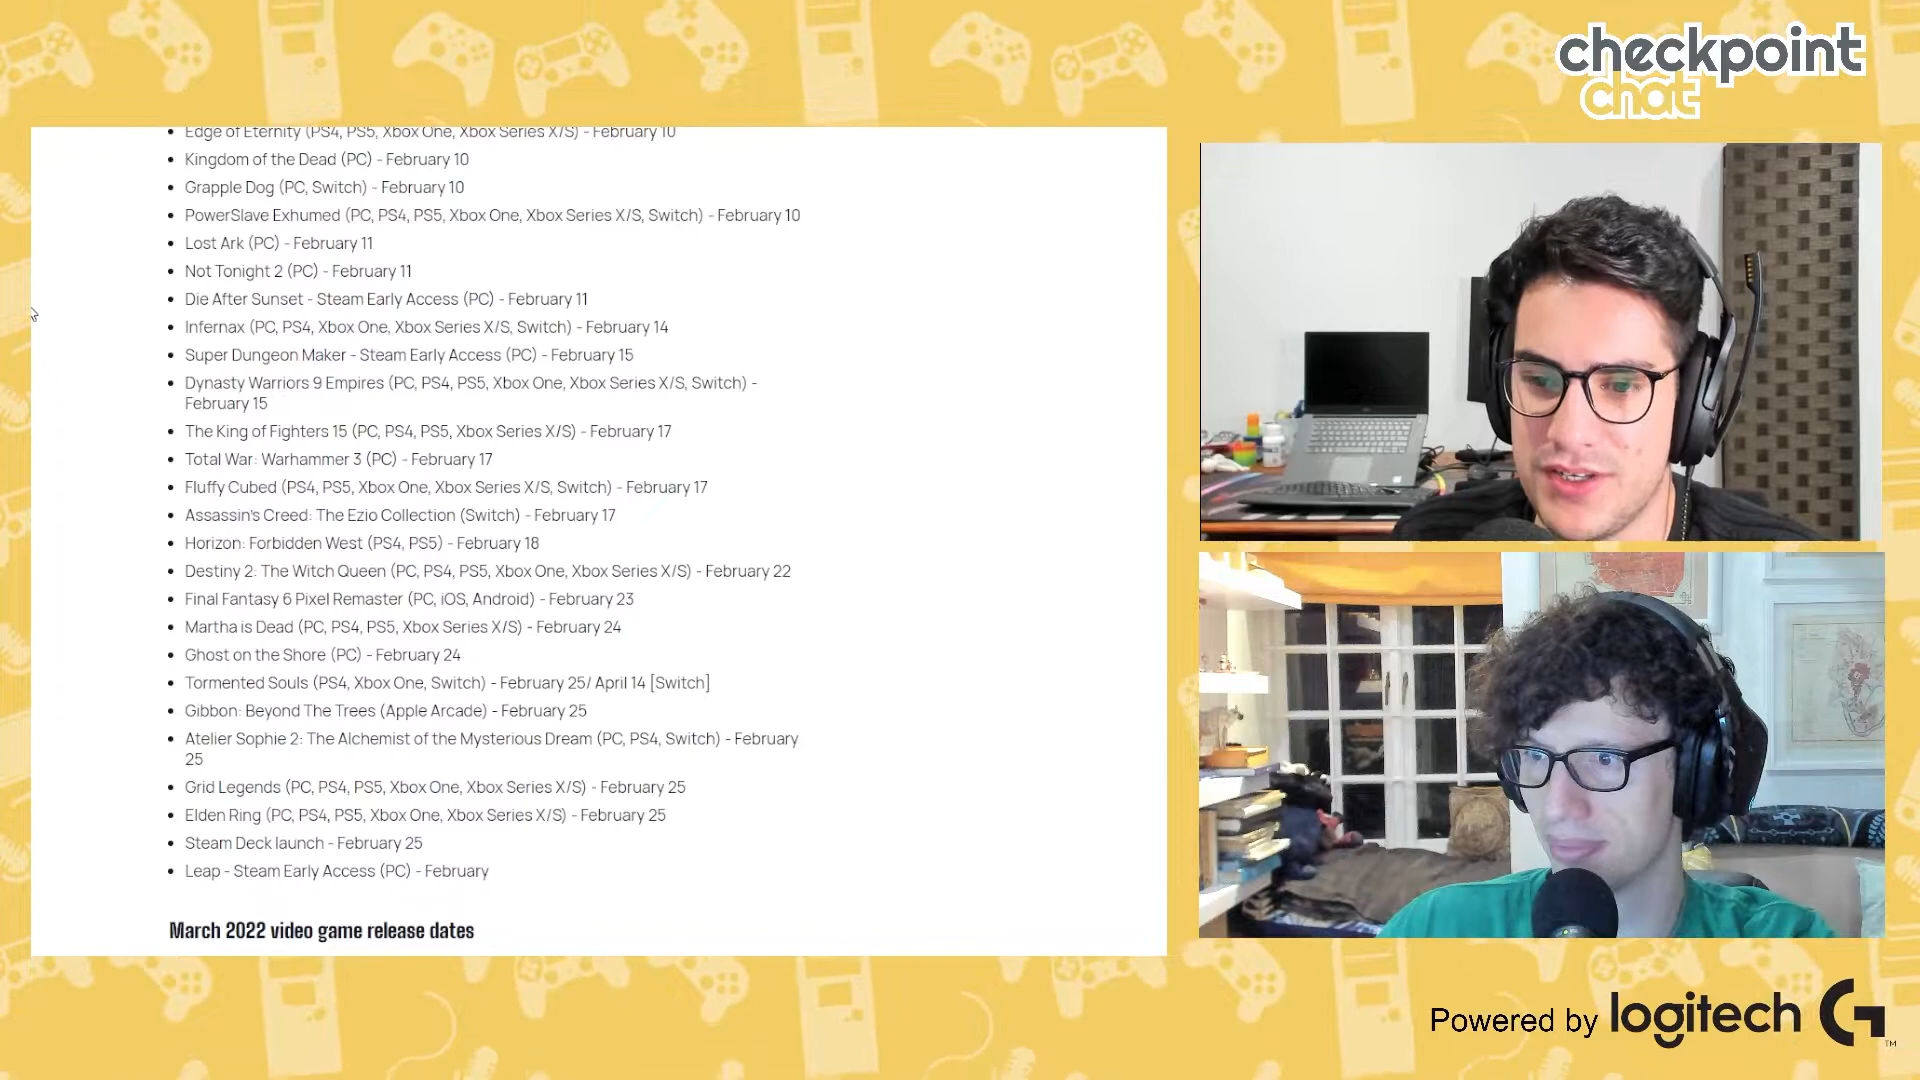 checkpoint
chat
Edge of Eternity (PS4, PS5, Xbox One, Xbox Series X/S) - February 10
Kingdom of the Dead (PC) - February 10
Grapple Dog (PC, Switch) - February 10
PowerSlave Exhumed (PC, PS4, PS5, Xbox One, Xbox Series X/S, Switch) - February 10
Lost Ark (PC) - February 11
Not Tonight 2 (PC) - February 11
Die After Sunset - Steam Early Access (PC) - February 11
Infernax (PC, PS4, Xbox One, Xbox Series X/S, Switch) - February 14
Super Dungeon Maker - Steam Early Access (PC) - February 15
Dynasty Warriors 9 Empires (PC, PS4, PS5, Xbox One, Xbox Series X/S, Switch) -
February 15
The King of Fighters 15 (PC, PS4, PS5, Xbox Series X/S) - February 17
Total War: Warhammer 3 (PC) - February 17
Fluffy Cubed (PS4, PS5, Xbox One, Xbox Series X/S, Switch) - February 17
Assassin's Creed: The Ezio Collection (Switch) - February 17
Horizon: Forbidden West (PS4, PS5) - February 18
Destiny 2: The Witch Queen (PC, PS4, PS5, Xbox One, Xbox Series X/S) - February 22
Final Fantasy 6 Pixel Remaster (PC, iOS, Android) - February 23
Martha is Dead (PC, PS4, PS5, Xbox Series X/S) - February 24
Ghost on the Shore (PC) - February 24
Tormented Souls (PS4, Xbox One, Switch) - February 25/ April 14 [Switch]
Gibbon: Beyond The Trees (Apple Arcade) - February 25
Atelier Sophie 2: The Alchemist of the Mysterious Dream (PC, PS4, Switch) - February
25
Grid Legends (PC, PS4, PS5, Xbox One, Xbox Series X/S) - February 25
Elden Ring (PC, PS4, PS5, Xbox One, Xbox Series X/S) - February 25
Steam Deck launch - February 25
Leap - Steam Early Access (PC) - February
March 2022 video game release dates
Powered by logitech G ™